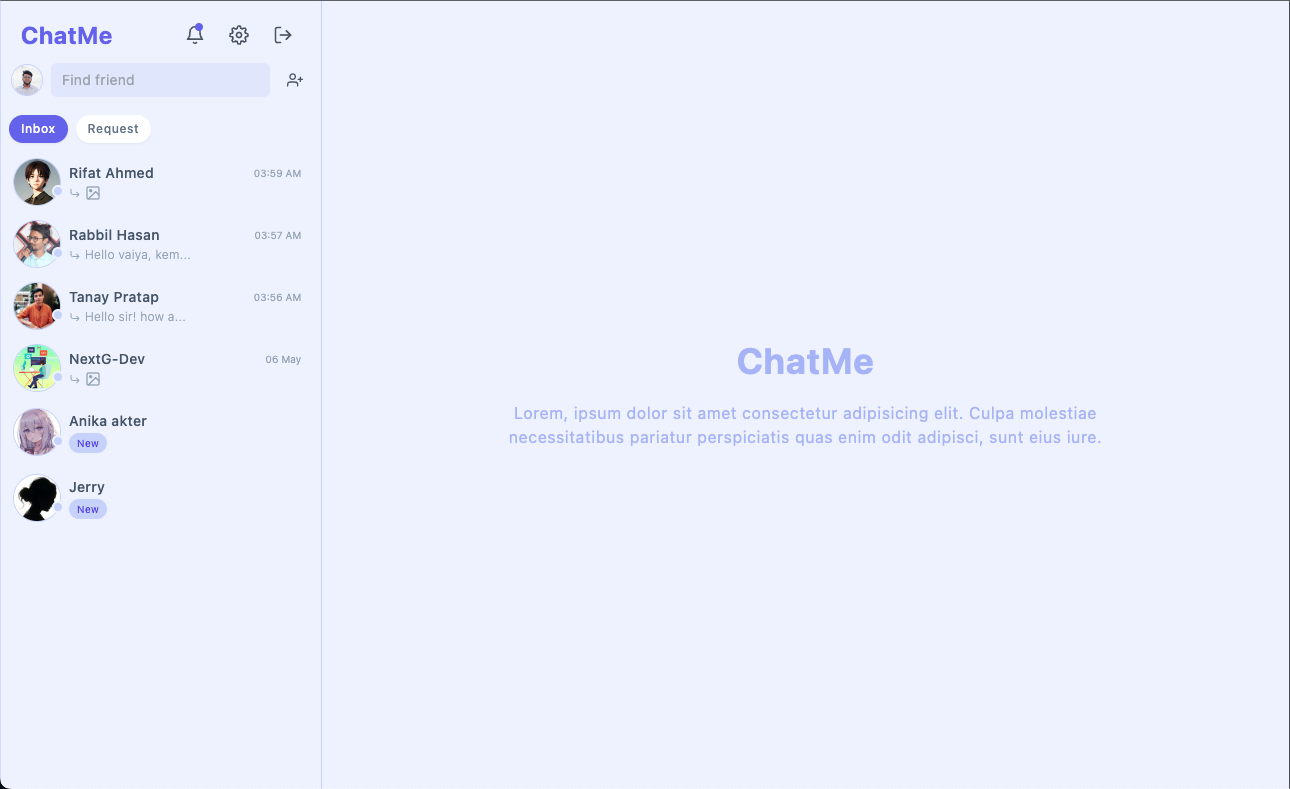 ChatMe
Find friend
Inbox
Request
Rifat Ahmed
03:59 AM
Rabbil Hasan
03:57 AM
Hello vaiya, kem...
Tanay Pratap
03:56 AM
Hello sir! how a...
NextG-Dev
06 May
Anika akter
New
Jerry
New
ChatMe
Lorem, ipsum dolor sit amet consectetur adipisicing elit. Culpa molestiae
necessitatibus pariatur perspiciatis quas enim odit adipisci, sunt eius iure.